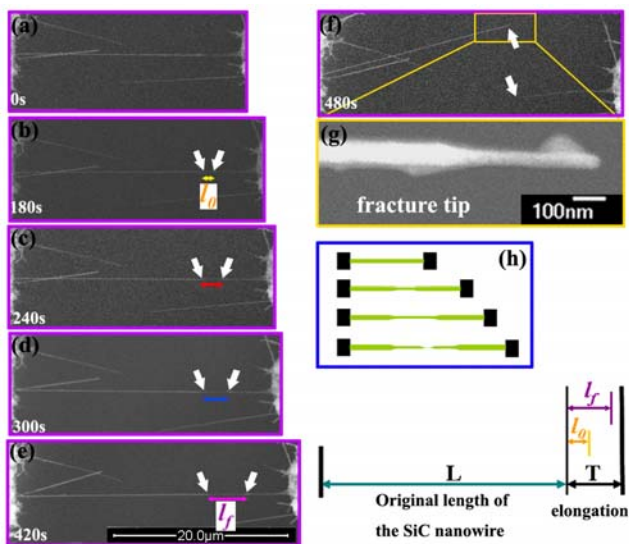 (a)
0s
(b)
180s
l0
(c)
240s
(d)
300s
(e)
420s
lf
20.0μm
(f)
480s
(g)
fracture tip
100nm
(h)
lf
l0
L
T
Original length of
the SiC nanowire
elongation